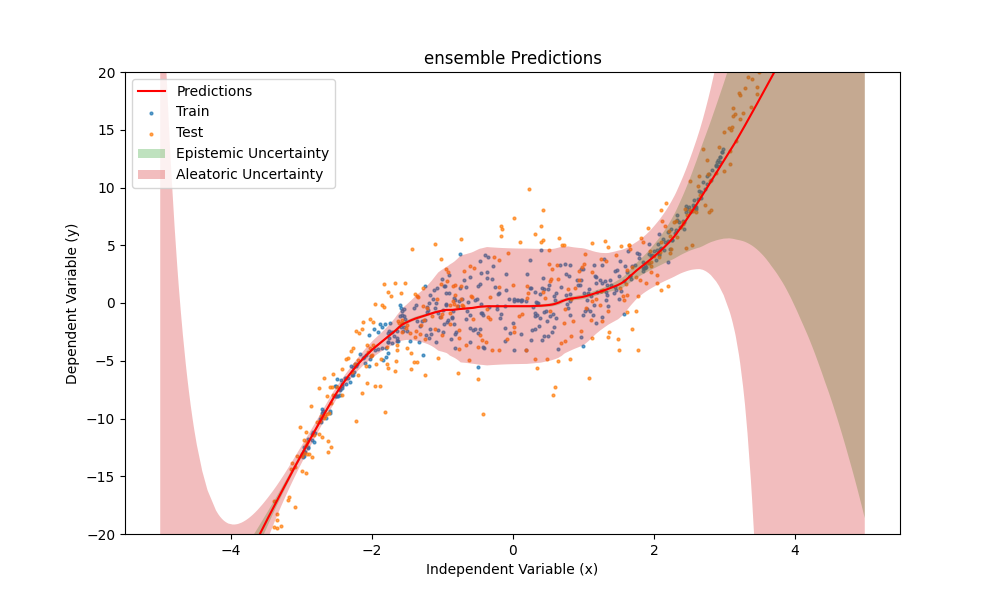 ensemble Predictions
Predictions
Train
Test
Epistemic Uncertainty
Aleatoric Uncertainty
20
15
10
5
0
−5
−10
−15
−20
Dependent Variable (y)
−4
−2
0
2
4
Independent Variable (x)